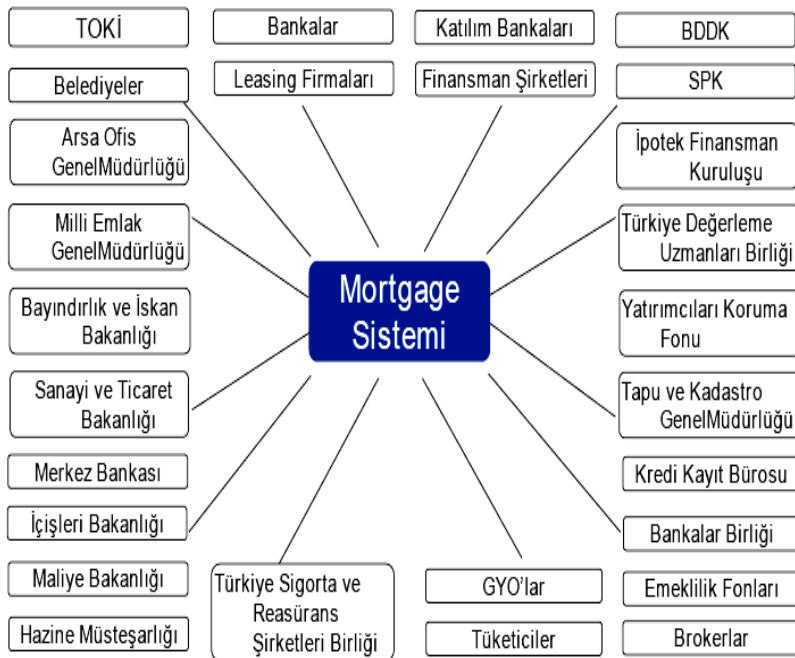 TOKİ
Bankalar
Katılım Bankaları
BDDK
Belediyeler
Leasing Firmaları
Finansman Şirketleri
SPK
Arsa Ofis
GenelMüdürlüğü
İpotek Finansman
Kuruluşu
Milli Emlak
GenelMüdürlüğü
Türkiye Değerleme
Uzmanları Birliği
Mortgage
Sistemi
Bayındırlık ve İskan
Bakanlığı
Yatırımcıları Koruma
Fonu
Sanayi ve Ticaret
Bakanlığı
Tapu ve Kadastro
GenelMüdürlüğü
Merkez Bankası
Kredi Kayıt Bürosu
İçişleri Bakanlığı
Bankalar Birliği
Maliye Bakanlığı
Türkiye Sigorta ve
Reasürans
Şirketleri Birliği
GYO'lar
Emeklilik Fonları
Hazine Müsteşarlığı
Tüketiciler
Brokerlar